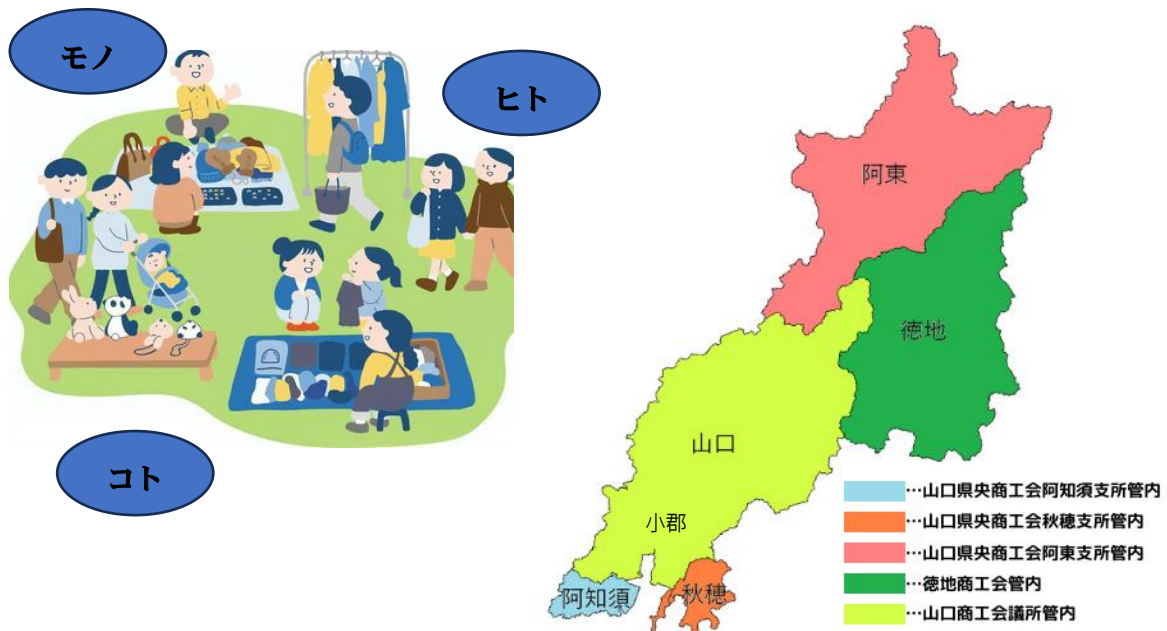 モノ
ヒト
コト
阿東
徳地
山口
小郡
阿知須
秋穂
…山口県央商工会阿知須支所管内
…山口県央商工会秋穂支所管内
…山口県央商工会阿東支所管内
…徳地商工会管内
…山口商工会議所管内